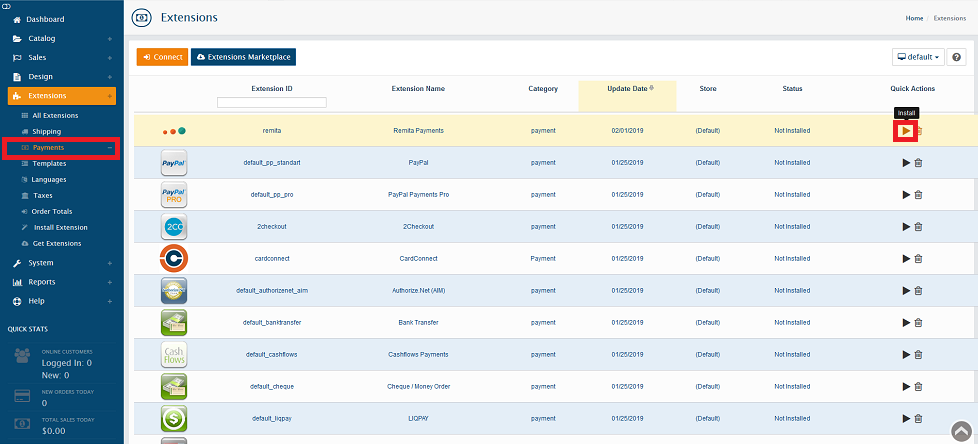 Dashboard
Catalog +
Sales +
Design +
Extensions +
All Extensions
Shipping
Payments −
Templates
Languages
Taxes
Order Totals
Install Extension
Get Extensions
System +
Reports +
Help +
QUICK STATS
ONLINE CUSTOMERS
Logged In: 0
New: 0
NEW ORDERS TODAY
0
TOTAL SALES TODAY
$0.00
Extensions
Home / Extensions
Connect Extensions Marketplace default ?
Extension ID Extension Name Category Update Date Store Status Quick Actions
Install
remita Remita Payments payment 02/01/2019 (Default) Not Installed
PayPal default_pp_standart PayPal payment 01/25/2019 (Default) Not Installed
PayPal PRO default_pp_pro PayPal Payments Pro payment 01/25/2019 (Default) Not Installed
2CO 2checkout 2Checkout payment 01/25/2019 (Default) Not Installed
cardconnect CardConnect Payment 01/25/2019 (Default) Not Installed
default_authorizenet_aim Authorize.Net (AIM) payment 01/25/2019 (Default) Not Installed
default_banktransfer Bank Transfer payment 01/25/2019 (Default) Not Installed
Cash Flows default_cashflows Cashflows Payments payment 01/25/2019 (Default) Not Installed
default_cheque Cheque / Money Order payment 01/25/2019 (Default) Not Installed
default_liqpay LIQPAY payment 01/25/2019 (Default) Not Installed